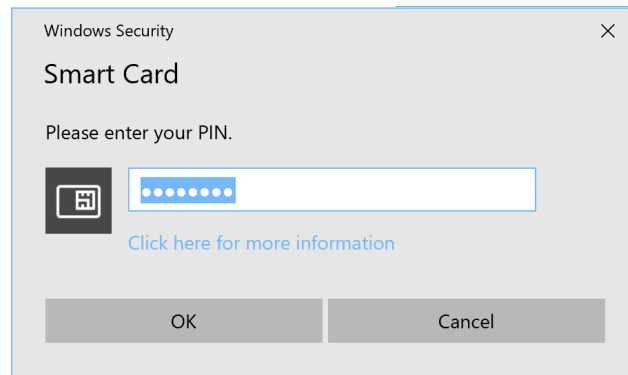 Windows Security
Smart Card
Please enter your PIN.
••••••••
Click here for more information
OK
Cancel